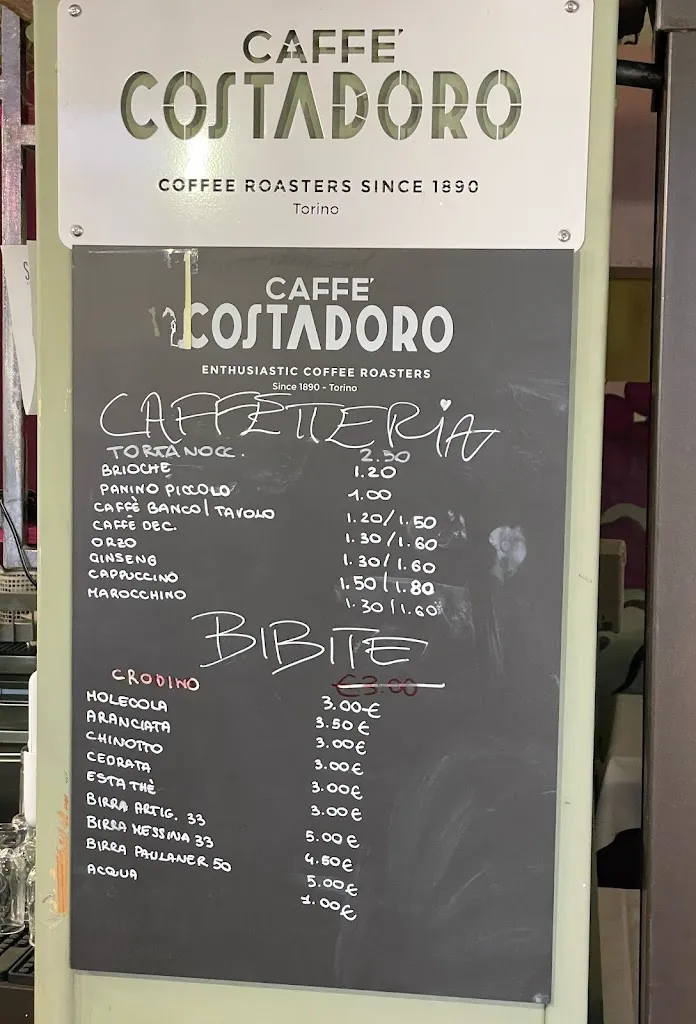 CAFFE'
COSTADORO
COFFEE ROASTERS SINCE 1890
Torino
CAFFE'
COSTADORO
ENTHUSIASTIC COFFEE ROASTERS
Since 1890 - Torino
CAFFETTERIA
TORTA NOCC.
BRIOCHE
PANINO PICCOLO
CAFFÈ BANCO/TAVOLO
CAFFÈ DEC.
ORZO
GINSENG
CAPPUCCINO
MAROCCHINO
2.50
1.20
1.00
1.20/1.50
1.30/1.60
1.30/1.60
1.50/1.80
1.30/1.60
BIBITE
CRODINO €3.00
MOLECOLA
ARANCIATA
CHINOTTO
CEDRATA
ESTATHÈ
BIRRA ARTIG. 33
BIRRA MESSINA 33
BIRRA PAULANER 50
ACQUA
3.00€
3.50€
3.00€
3.00€
3.00€
3.00€
5.00€
4.50€
5.00€
1.00€